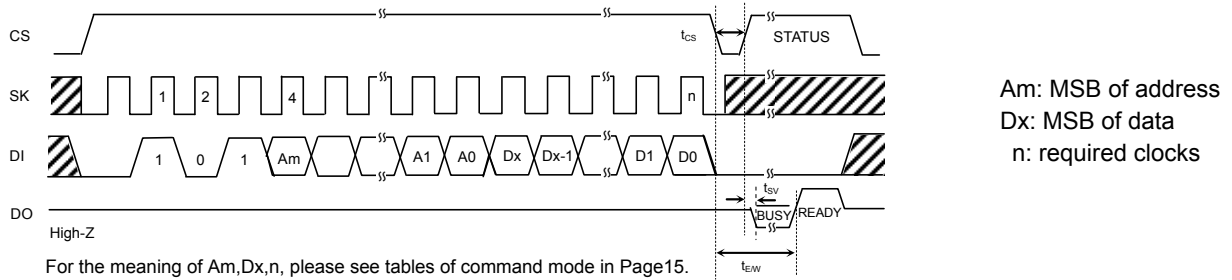 CS
tCS
STATUS
SK
1 2 4 n
Am: MSB of address
Dx: MSB of data
n: required clocks
DI
1 0 1 Am A1 A0 Dx Dx-1 D1 D0
tSV
DO
BUSY READY
High-Z
tE/W
For the meaning of Am,Dx,n, please see tables of command mode in Page15.